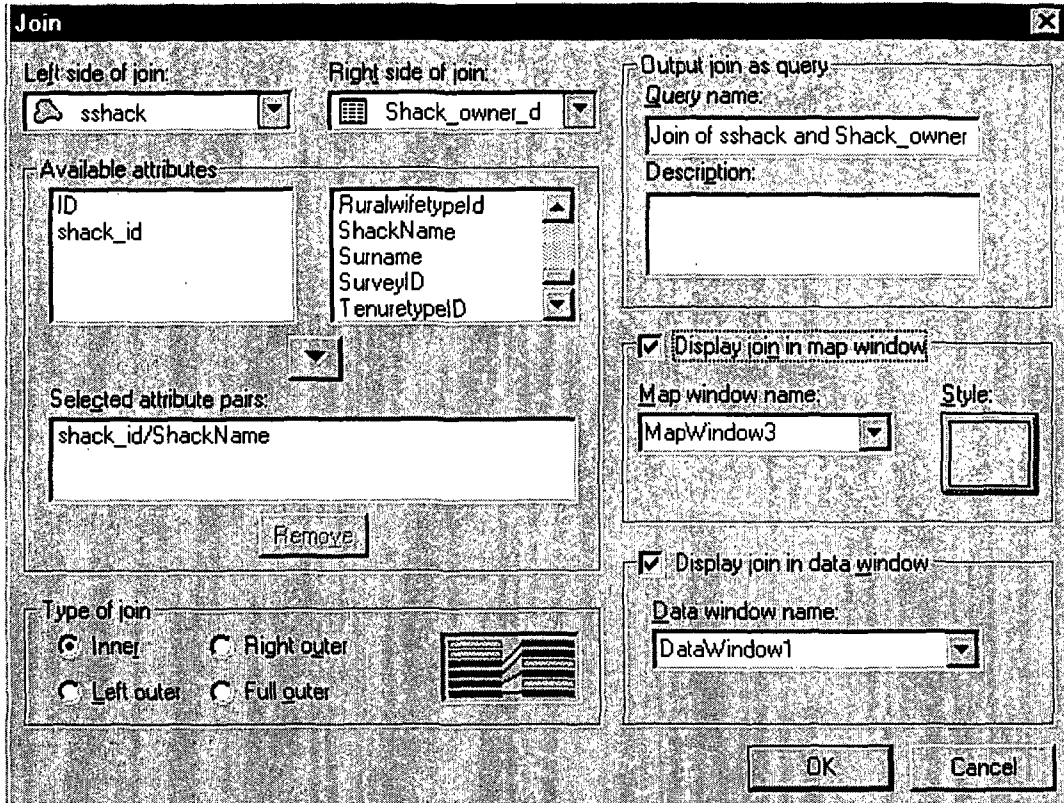 Join
Left side of join:
sshack
Right side of join:
Shack_owner_d
Available attributes
ID
shack_id
RuralwifetypeId
ShackName
Surname
SurveyID
TenuretypeID
Selected attribute pairs:
shack_id/ShackName
Remove
Type of join
Inner
Right outer
Left outer
Full outer
Output join as query
Query name:
Join of sshack and Shack_owner
Description:
Display join in map window
Map window name:
MapWindow3
Style:
Display join in data window
Data window name:
DataWindow1
OK
Cancel